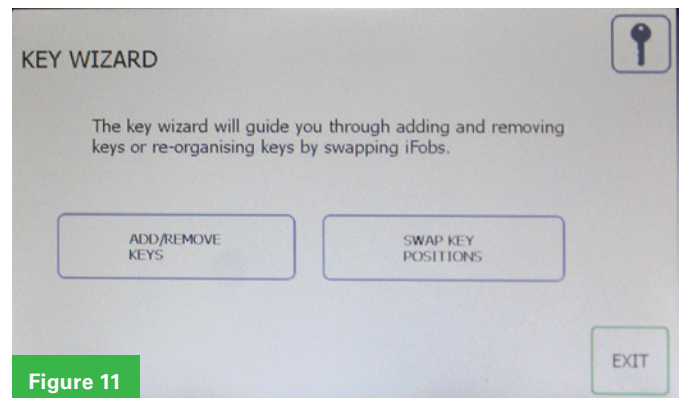 KEY WIZARD
The key wizard will guide you through adding and removing
keys or re-organising keys by swapping iFobs.
ADD/REMOVE
KEYS
SWAP KEY
POSITIONS
EXIT
Figure 11